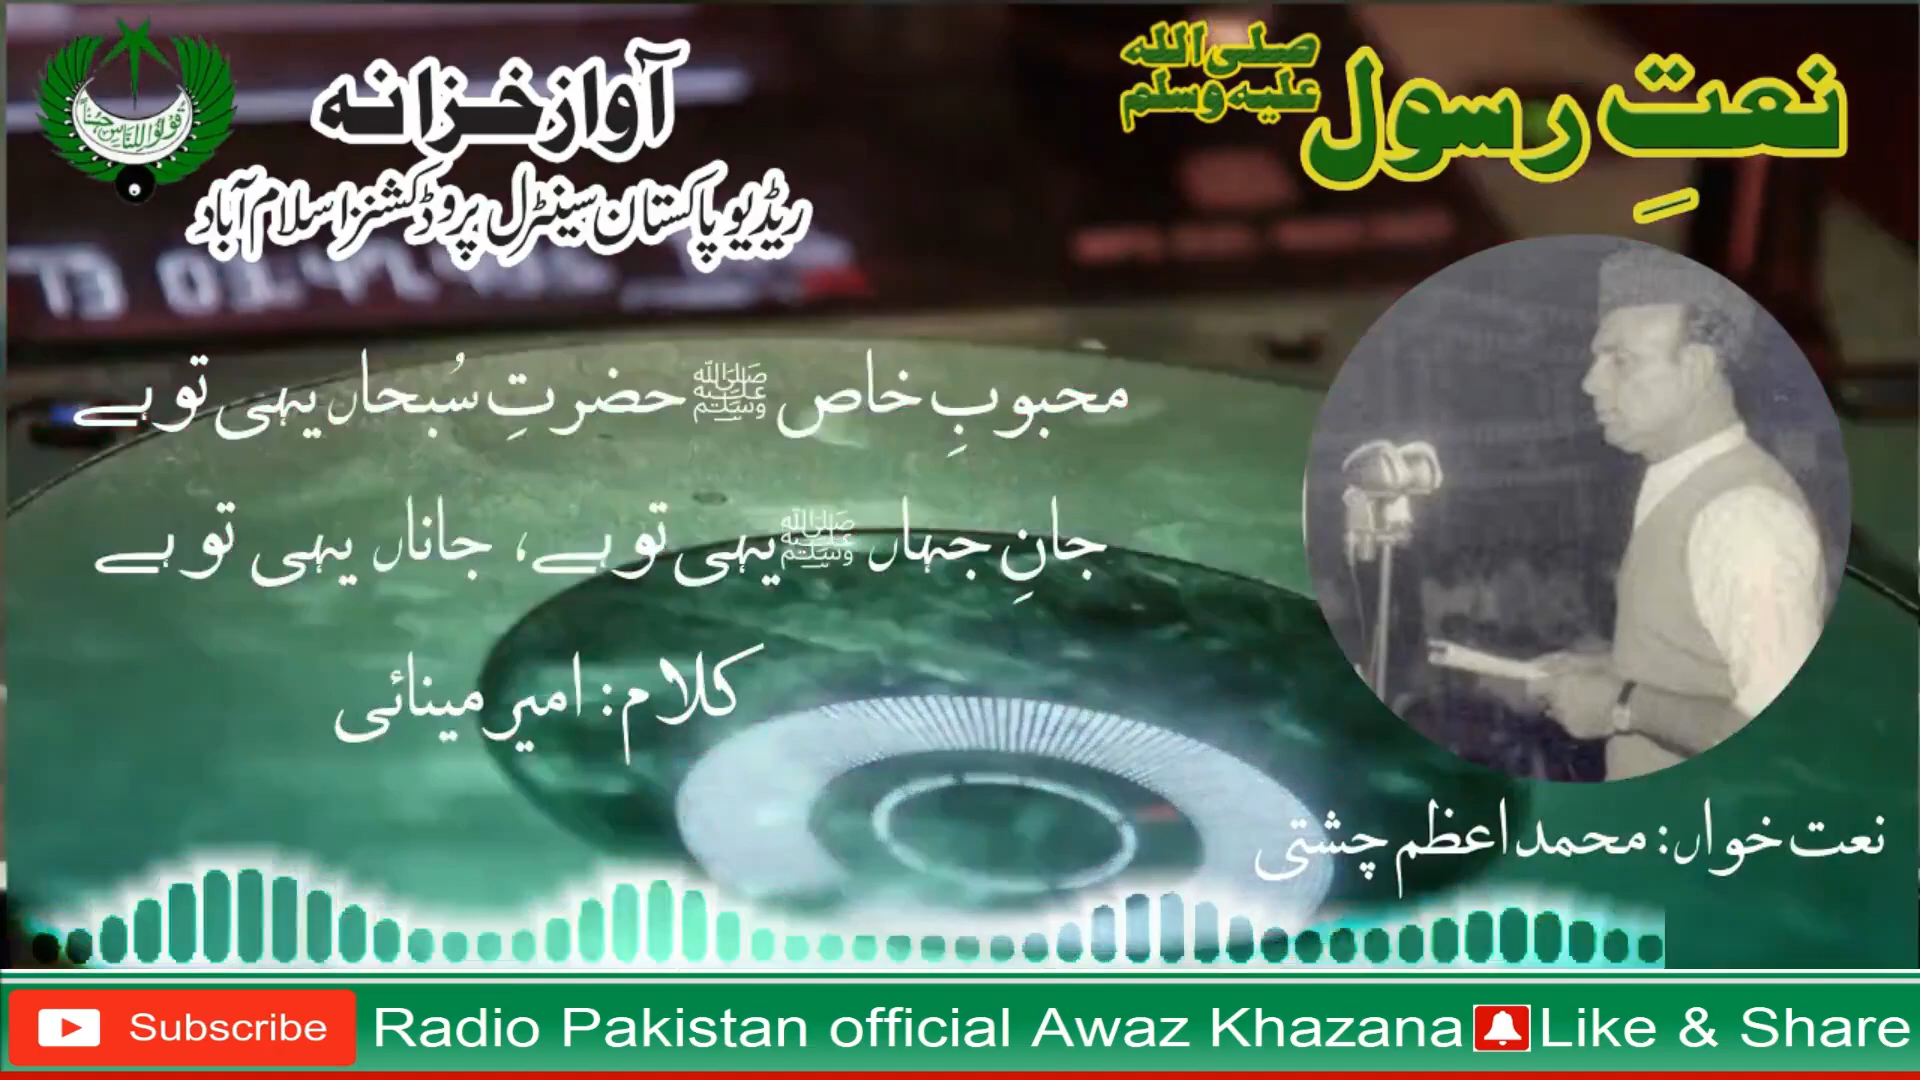 نعتِ رسول صلی اللہ علیہ وسلم
آواز خزانہ
ریڈیو پاکستان سینٹرل پروڈکشنز اسلام آباد
قُوْلُوْا لِلنَّاسِ حُسْنًا
محبوبِ خاص ﷺ حضرتِ سُبحاں یہی تو ہے
جانِ جہاں ﷺ یہی تو ہے، جاناں یہی تو ہے
کلام: امیر مینائی
نعت خواں: محمد اعظم چشتی
Subscribe Radio Pakistan official Awaz Khazana Like & Share